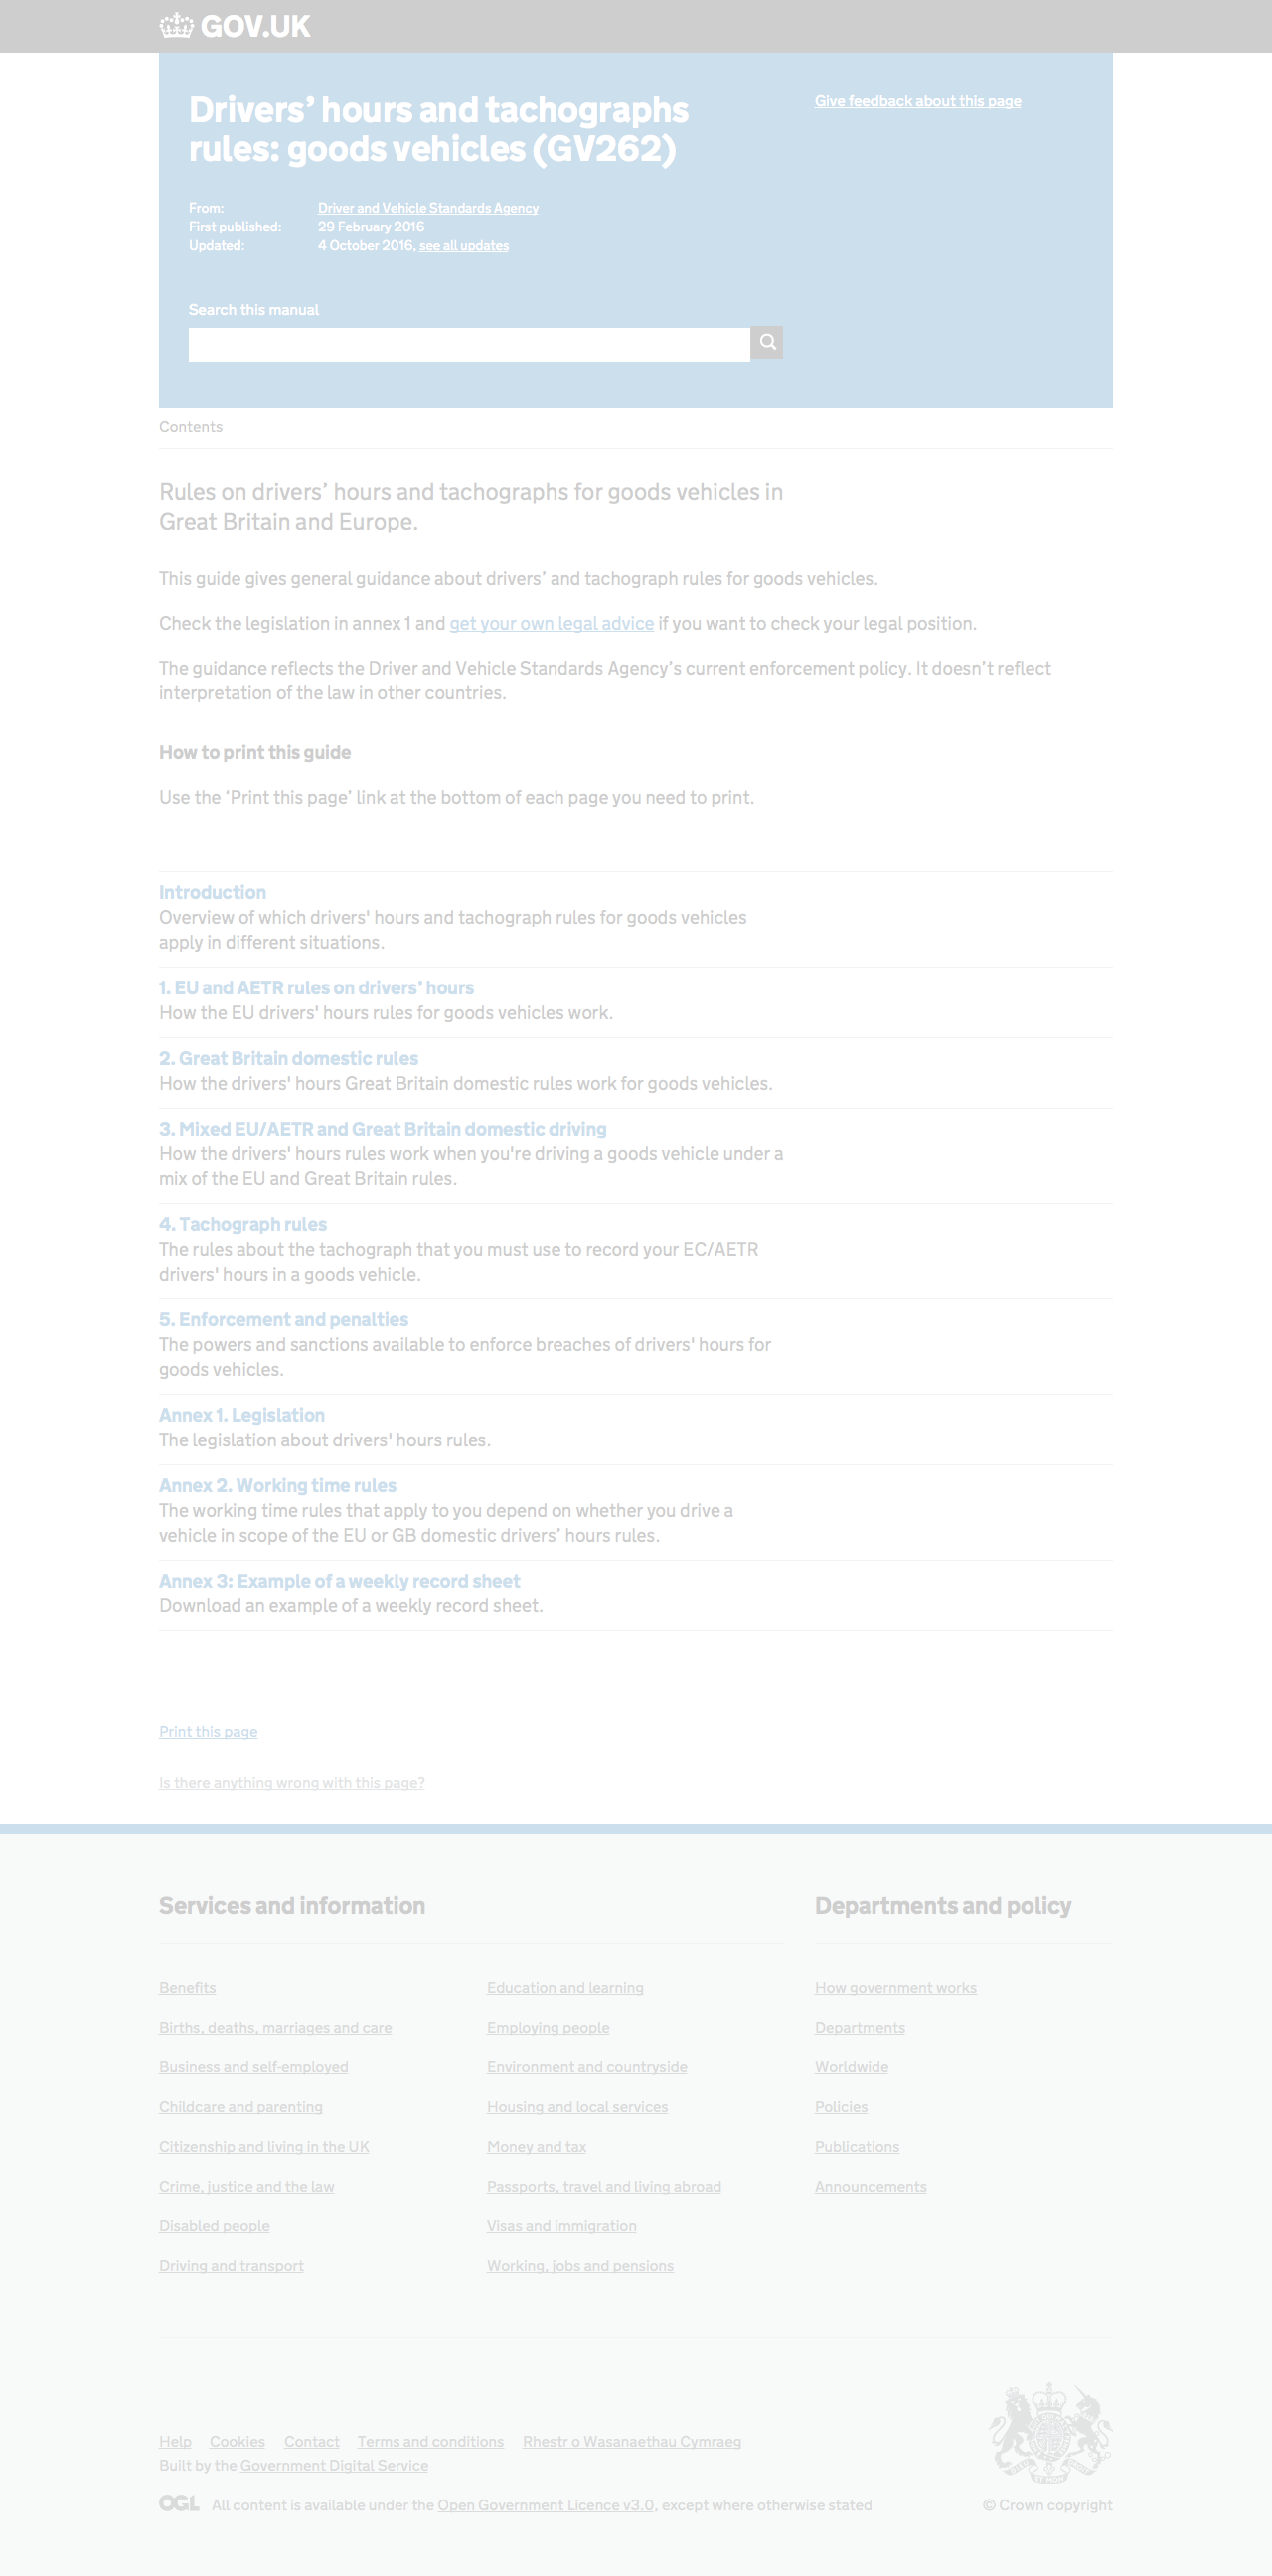 GOV.UK
Drivers’ hours and tachographs
rules: goods vehicles (GV262)
Give feedback about this page
From: Driver and Vehicle Standards Agency
First published: 29 February 2016
Updated: 4 October 2016, see all updates
Search this manual
Contents
Rules on drivers’ hours and tachographs for goods vehicles in
Great Britain and Europe.
This guide gives general guidance about drivers’ and tachograph rules for goods vehicles.
Check the legislation in annex 1 and get your own legal advice if you want to check your legal position.
The guidance reflects the Driver and Vehicle Standards Agency’s current enforcement policy. It doesn’t reflect
interpretation of the law in other countries.
How to print this guide
Use the ‘Print this page’ link at the bottom of each page you need to print.
Introduction
Overview of which drivers' hours and tachograph rules for goods vehicles
apply in different situations.
1. EU and AETR rules on drivers’ hours
How the EU drivers' hours rules for goods vehicles work.
2. Great Britain domestic rules
How the drivers' hours Great Britain domestic rules work for goods vehicles.
3. Mixed EU/AETR and Great Britain domestic driving
How the drivers' hours rules work when you're driving a goods vehicle under a
mix of the EU and Great Britain rules.
4. Tachograph rules
The rules about the tachograph that you must use to record your EC/AETR
drivers' hours in a goods vehicle.
5. Enforcement and penalties
The powers and sanctions available to enforce breaches of drivers' hours for
goods vehicles.
Annex 1. Legislation
The legislation about drivers' hours rules.
Annex 2. Working time rules
The working time rules that apply to you depend on whether you drive a
vehicle in scope of the EU or GB domestic drivers’ hours rules.
Annex 3: Example of a weekly record sheet
Download an example of a weekly record sheet.
Print this page
Is there anything wrong with this page?
Services and information
Benefits
Births, deaths, marriages and care
Business and self-employed
Childcare and parenting
Citizenship and living in the UK
Crime, justice and the law
Disabled people
Driving and transport
Education and learning
Employing people
Environment and countryside
Housing and local services
Money and tax
Passports, travel and living abroad
Visas and immigration
Working, jobs and pensions
Departments and policy
How government works
Departments
Worldwide
Policies
Publications
Announcements
Help Cookies Contact Terms and conditions Rhestr o Wasanaethau Cymraeg
Built by the Government Digital Service
OGL All content is available under the Open Government Licence v3.0, except where otherwise stated
© Crown copyright